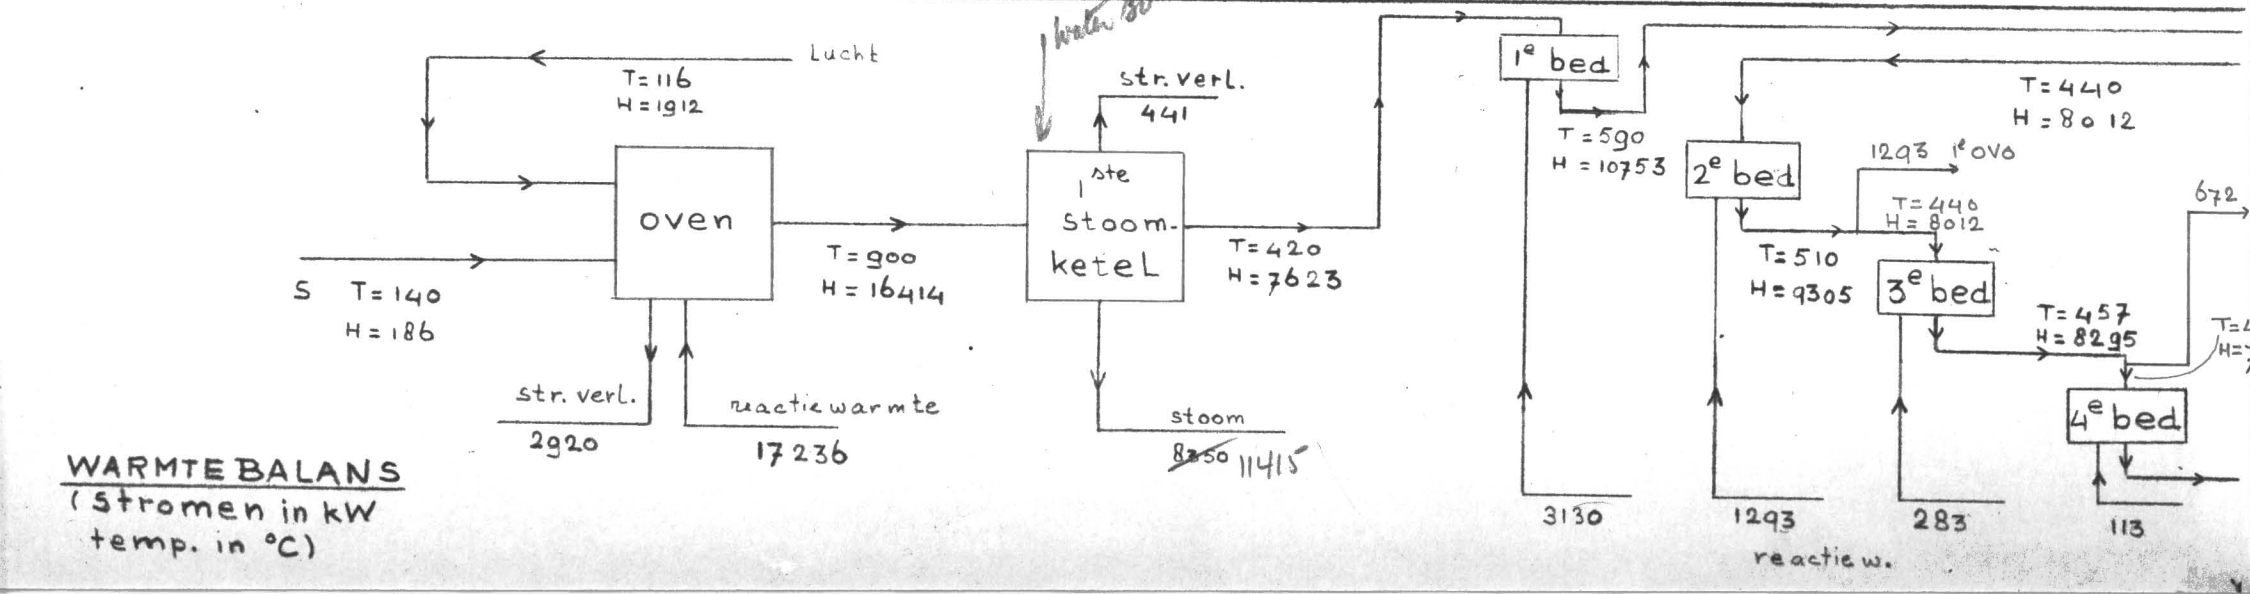 Lucht
T=116
H=1912
oven
S T=140
H=186
str. verl.
2920
reactiewarmte
17236
T=900
H=16414
water
str. verl.
441
1ste
stoom-
ketel
T=420
H=7623
stoom
8350 11415
1e bed
T=590
H=10753
T=440
H=8012
2e bed
1293 1e OVO
T=440
H=8012
T=510
H=9305
3e bed
T=457
H=8295
672
4e bed
3130
1293
283
113
reactie w.
WARMTEBALANS
(stromen in kW
temp. in °C)